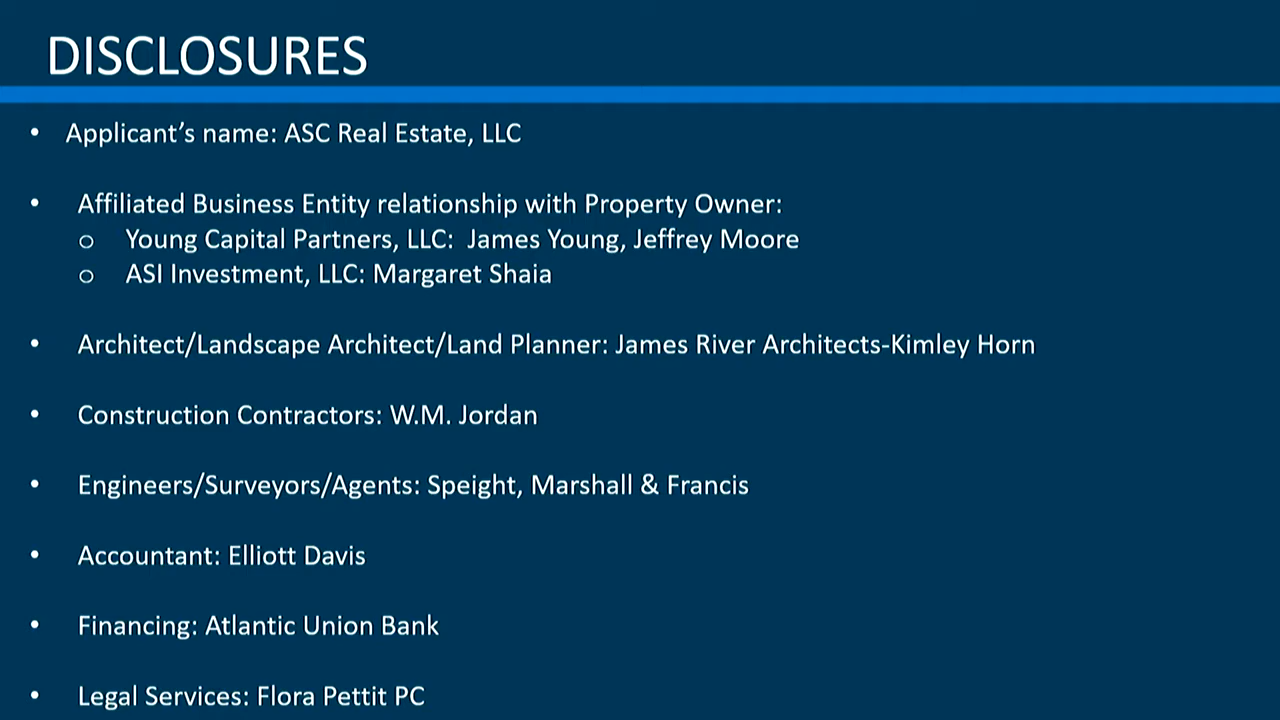 DISCLOSURES
• Applicant’s name: ASC Real Estate, LLC
• Affiliated Business Entity relationship with Property Owner:
o Young Capital Partners, LLC:  James Young, Jeffrey Moore
o ASI Investment, LLC: Margaret Shaia
• Architect/Landscape Architect/Land Planner: James River Architects-Kimley Horn
• Construction Contractors: W.M. Jordan
• Engineers/Surveyors/Agents: Speight, Marshall & Francis
• Accountant: Elliott Davis
• Financing: Atlantic Union Bank
• Legal Services: Flora Pettit PC